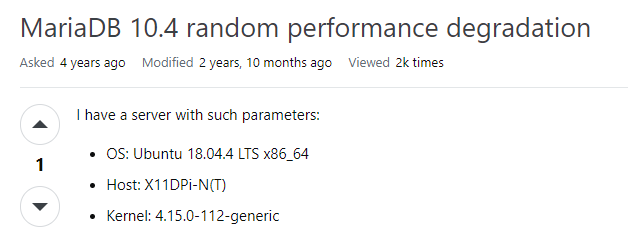 MariaDB 10.4 random performance degradation
Asked 4 years ago Modified 2 years, 10 months ago Viewed 2k times
I have a server with such parameters:
• OS: Ubuntu 18.04.4 LTS x86_64
1
• Host: X11DPi-N(T)
• Kernel: 4.15.0-112-generic